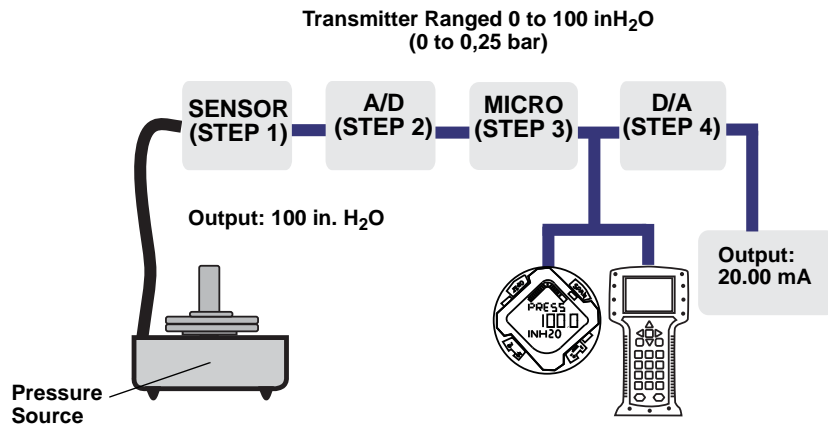 Transmitter Ranged 0 to 100 inH2O
(0 to 0,25 bar)
SENSOR
(STEP 1)
A/D
(STEP 2)
MICRO
(STEP 3)
D/A
(STEP 4)
Output: 100 in. H2O
Output:
20.00 mA
PRESS
100.0
INH20
Pressure
Source